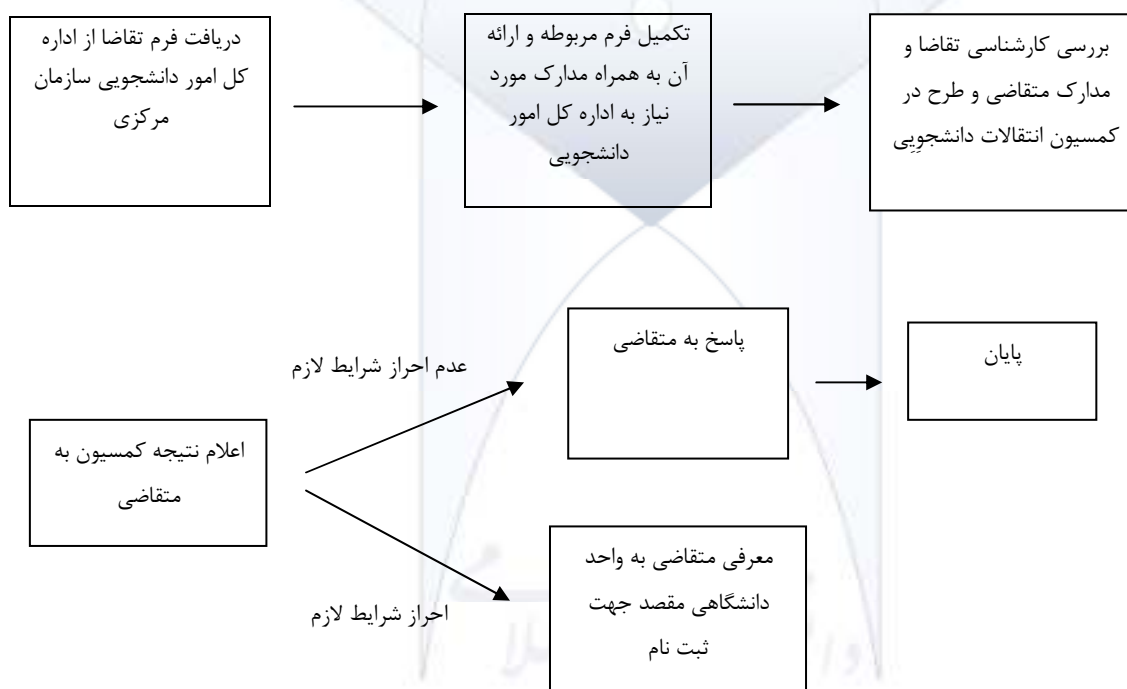 دریافت فرم تقاضا از اداره
کل امور دانشجویی سازمان
مرکزی
تکمیل فرم مربوطه و ارائه
آن به همراه مدارک مورد
نیاز به اداره کل امور
دانشجویی
بررسی کارشناسی تقاضا و
مدارک متقاضی و طرح در
کمسیون انتقالات دانشجوِیِی
اعلام نتیجه کمسیون به
متقاضی
عدم احراز شرایط لازم
پاسخ به متقاضی
پایان
احراز شرایط لازم
معرفی متقاضی به واحد
دانشگاهی مقصد جهت
ثبت نام